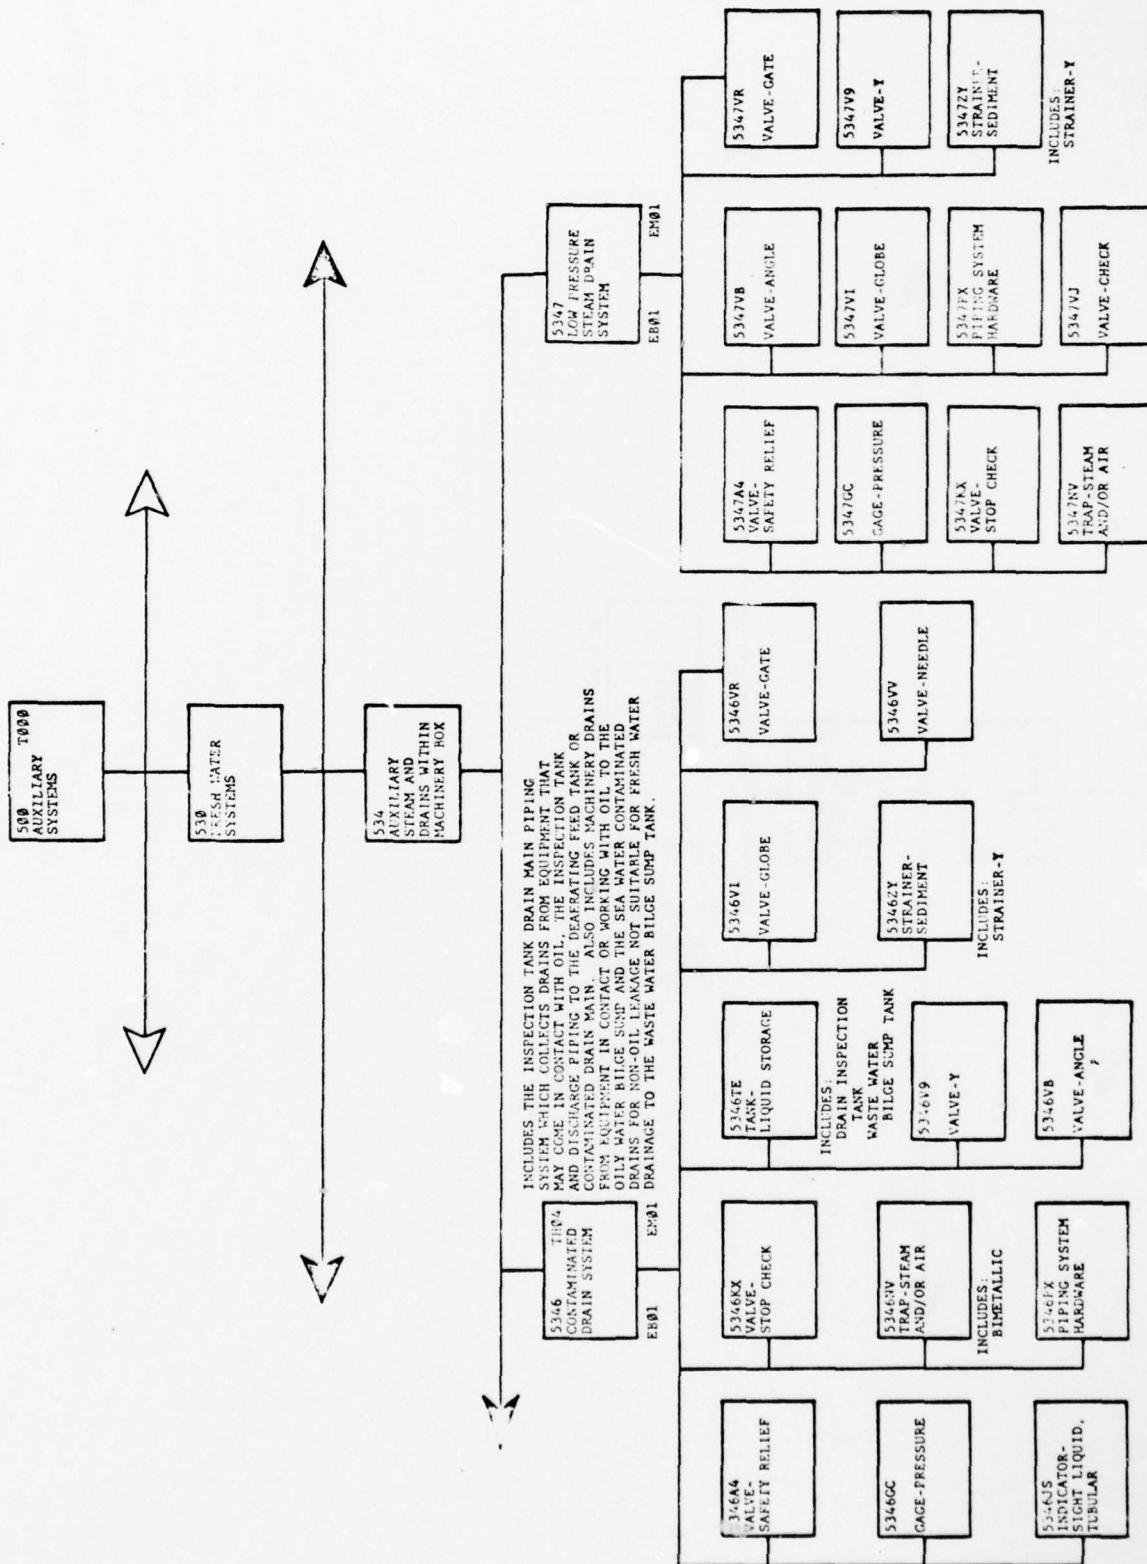 500 T000
AUXILIARY
SYSTEMS
530
FRESH WATER
SYSTEMS
534
AUXILIARY
STEAM AND
DRAINS WITHIN
MACHINERY BOX
INCLUDES THE INSPECTION TANK DRAIN MAIN PIPING
SYSTEM WHICH COLLECTS DRAINS FROM EQUIPMENT THAT
MAY COME IN CONTACT WITH OIL, THE INSPECTION TANK
AND DISCHARGE PIPING TO THE DEAERATING FEED TANK OR
CONTAMINATED DRAIN MAIN. ALSO INCLUDES MACHINERY DRAINS
FROM EQUIPMENT IN CONTACT OR WORKING WITH OIL TO THE
OILY WATER BILGE SUMP AND THE SEA WATER CONTAMINATED
DRAINS FOR NON-OIL LEAKAGE NOT SUITABLE FOR FRESH WATER
DRAINAGE TO THE WASTE WATER BILGE SUMP TANK.
5346 TH04
CONTAMINATED
DRAIN SYSTEM
EB01 EM01
5347
LOW PRESSURE
STEAM DRAIN
SYSTEM
EB01 EM01
5346A4
VALVE-
SAFETY RELIEF
5346GC
GAGE-PRESSURE
5346JS
INDICATOR-
SIGHT LIQUID,
TUBULAR
5346KX
VALVE-
STOP CHECK
5346NV
TRAP-STEAM
AND/OR AIR
INCLUDES:
BIMETALLIC
5346PX
PIPING SYSTEM
HARDWARE
5346TE
TANK-
LIQUID STORAGE
INCLUDES:
DRAIN INSPECTION
TANK
WASTE WATER
BILGE SUMP TANK
5346V9
VALVE-Y
5346VB
VALVE-ANGLE
5346VI
VALVE-GLOBE
5346ZY
STRAINER-
SEDIMENT
INCLUDES:
STRAINER-Y
5346VR
VALVE-GATE
5346VV
VALVE-NEEDLE
5347A4
VALVE-
SAFETY RELIEF
5347GC
GAGE-PRESSURE
5347KX
VALVE-
STOP CHECK
5347NV
TRAP-STEAM
AND/OR AIR
5347VB
VALVE-ANGLE
5347VI
VALVE-GLOBE
5347PX
PIPING SYSTEM
HARDWARE
5347VJ
VALVE-CHECK
5347VR
VALVE-GATE
5347V9
VALVE-Y
5347ZY
STRAINER-
SEDIMENT
INCLUDES:
STRAINER-Y